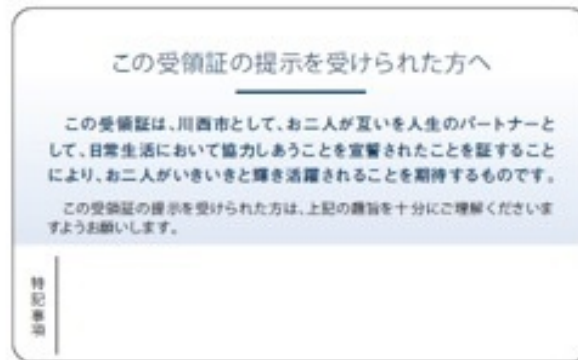 この受領証の提示を受けられた方へ
この受領証は、川西市として、お二人が互いを人生のパートナーと
して、日常生活において協力しあうことを宣誓されたことを証すること
により、お二人がいきいきと輝き活躍されることを期待するものです。
この受領証の提示を受けられた方は、上記の趣旨を十分にご理解くださいま
すようお願いします。
特記事項